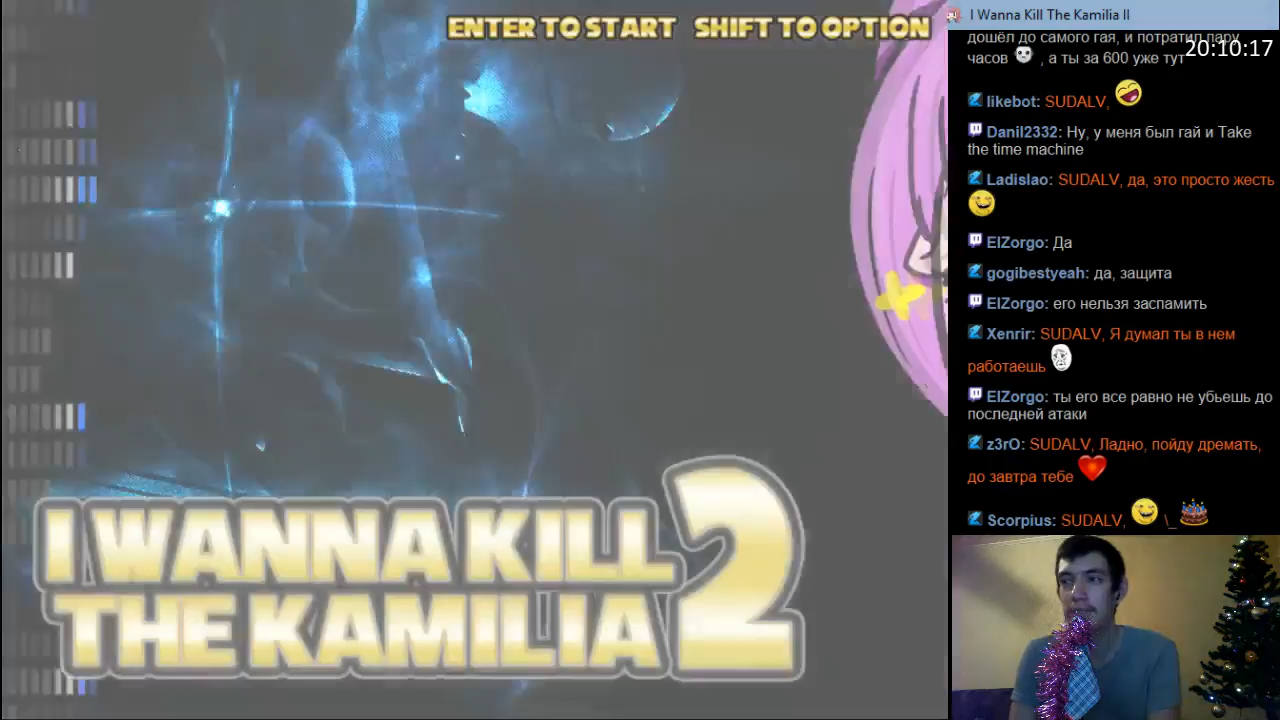 ENTER TO START SHIFT TO OPTION
I WANNA KILL
THE KAMILIA 2
I Wanna Kill The Kamilia II
дошёл до самого гая, и потратил пару
20:10:17
часов , а ты за 600 уже тут
likebot: SUDALV,
Danil2332: Ну, у меня был гай и Take
the time machine
Ladislao: SUDALV, да, это просто жесть
ElZorgo: Да
gogibestyeah: да, защита
ElZorgo: его нельзя заспамить
Xenrir: SUDALV, Я думал ты в нем
работаешь
ElZorgo: ты его все равно не убьешь до
последней атаки
z3rO: SUDALV, Ладно, пойду дремать,
до завтра тебе
Scorpius: SUDALV, \_